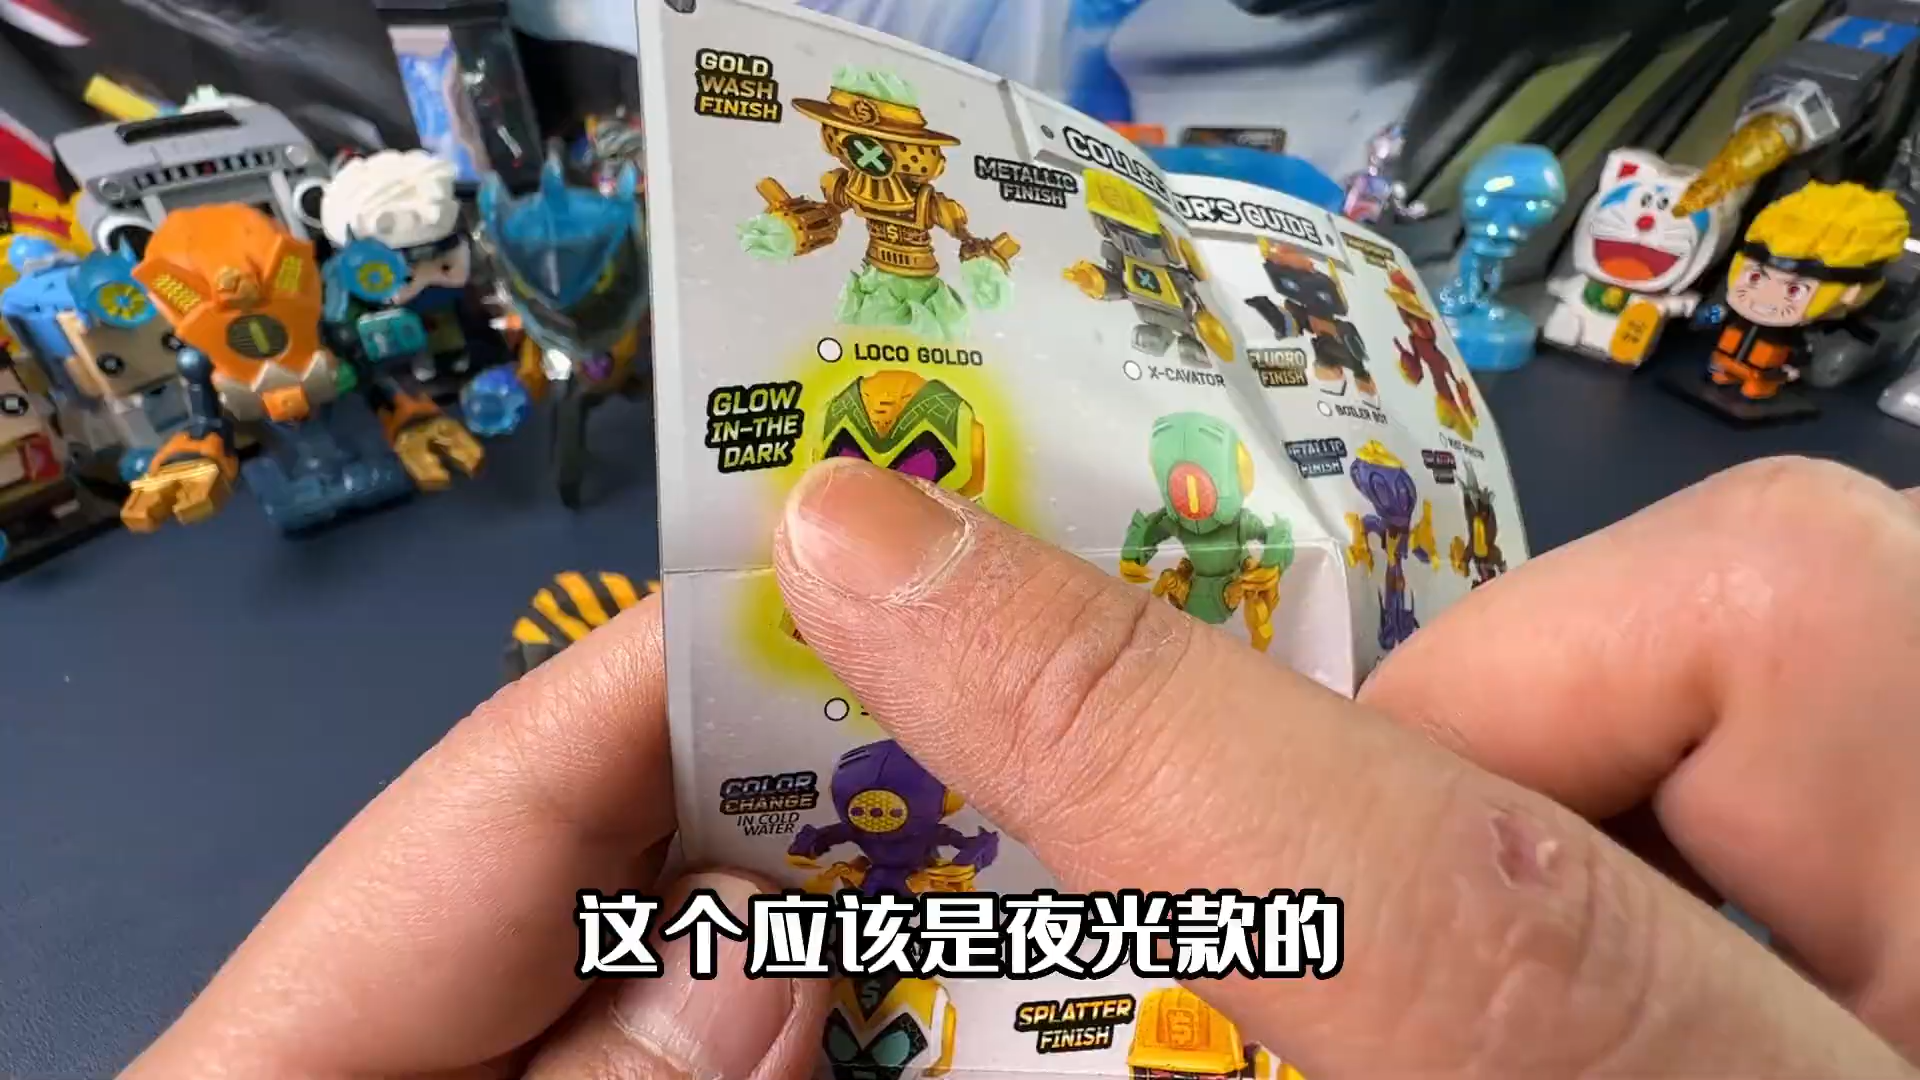 GOLD
WASH
FINISH
COLLECTOR'S GUIDE
METALLIC
FINISH
LOCO GOLDO
X-CAVATOR
FLUORO
FINISH
BOILER BOY
GLOW
IN-THE
DARK
METALLIC
FINISH
COLOR
CHANGE
IN COLD
WATER
这个应该是夜光款的
SPLATTER
FINISH